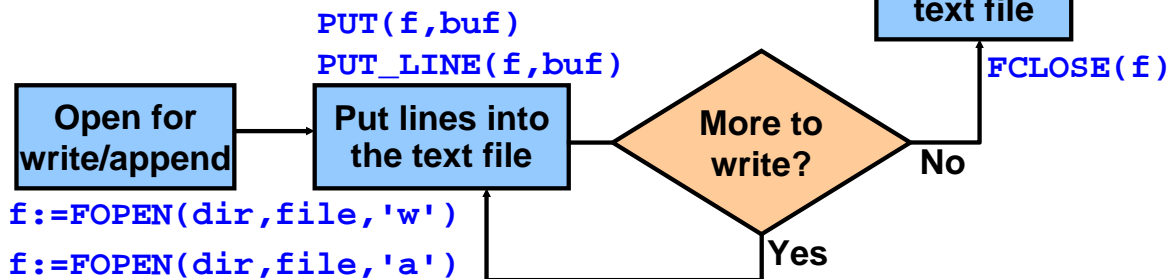 PUT(f,buf)
PUT_LINE(f,buf)
text file
FCLOSE(f)
Open for
write/append
Put lines into
the text file
More to
write?
No
Yes
f:=FOPEN(dir,file,'w')
f:=FOPEN(dir,file,'a')